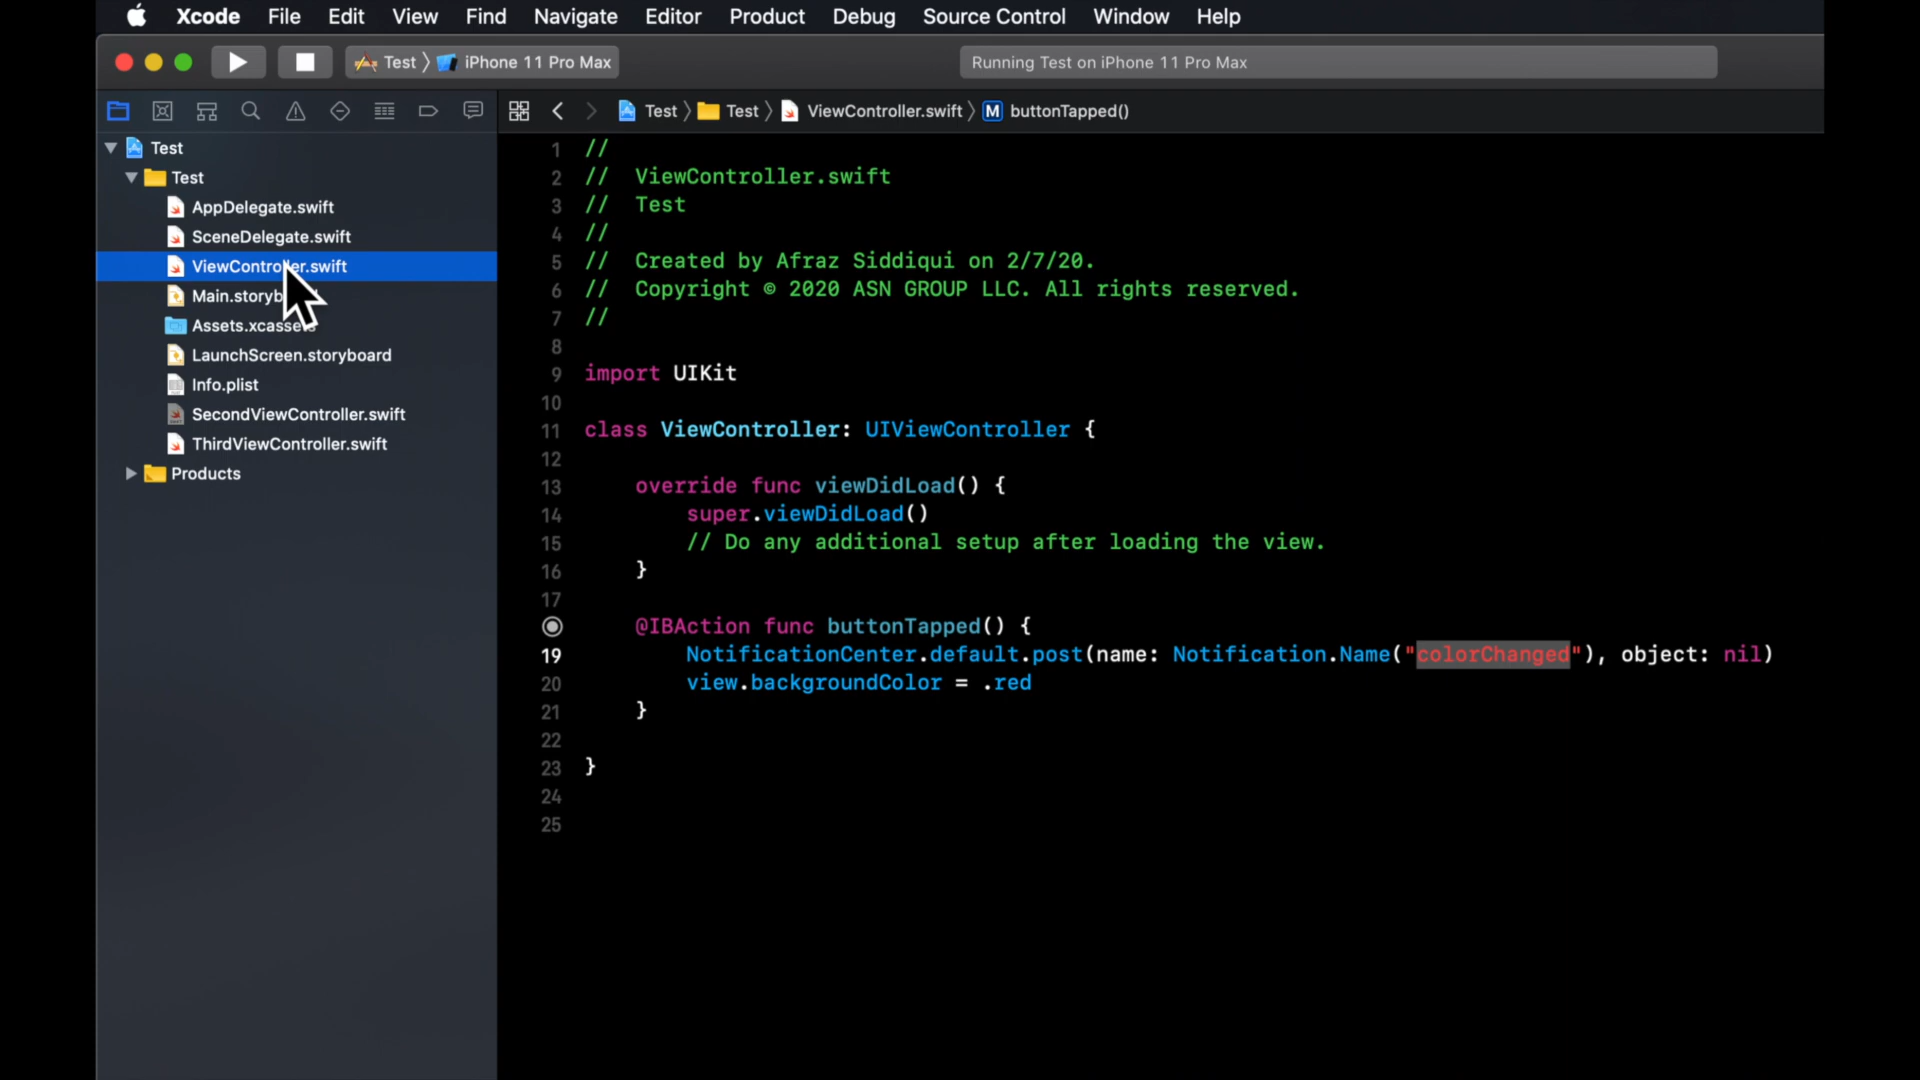 Xcode File Edit View Find Navigate Editor Product Debug Source Control Window Help
Test iPhone 11 Pro Max
Running Test on iPhone 11 Pro Max
Test Test ViewController.swift M buttonTapped()
Test
Test
AppDelegate.swift
SceneDelegate.swift
ViewController.swift
Assets.xcassets
LaunchScreen.storyboard
Info.plist
SecondViewController.swift
ThirdViewController.swift
Products
1 //
2 // ViewController.swift
3 // Test
4 //
5 // Created by Afraz Siddiqui on 2/7/20.
6 // Copyright © 2020 ASN GROUP LLC. All rights reserved.
7 //
8
9 import UIKit
10
11 class ViewController: UIViewController {
12
13 override func viewDidLoad() {
14 super.viewDidLoad()
15 // Do any additional setup after loading the view.
16 }
17
@IBAction func buttonTapped() {
19 NotificationCenter.default.post(name: Notification.Name("colorChanged"), object: nil)
20 view.backgroundColor = .red
21 }
22
23 }
24
25